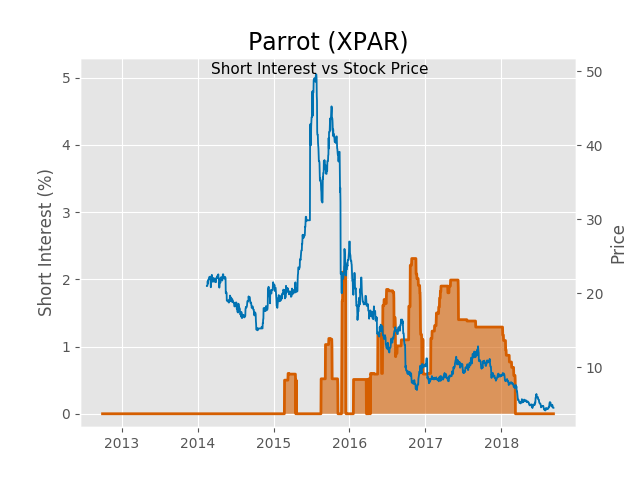 Parrot (XPAR)
Short Interest vs Stock Price
Short Interest (%)
5
4
3
2
1
0
50
40
30
20
10
Price
2013 2014 2015 2016 2017 2018